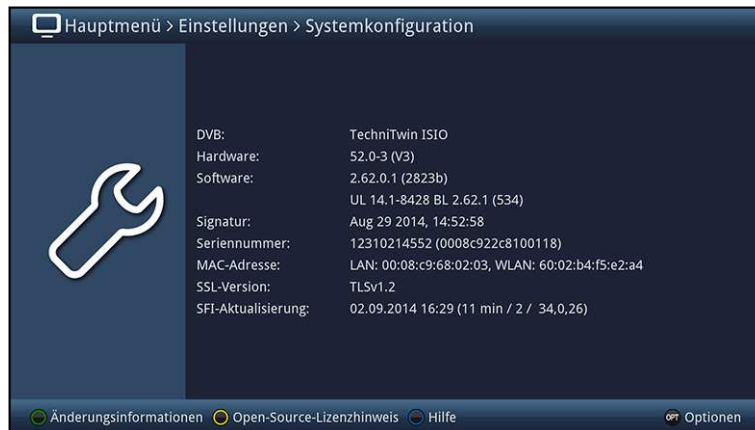 Hauptmenü > Einstellungen > Systemkonfiguration
DVB: TechniTwin ISIO
Hardware: 52.0-3 (V3)
Software: 2.62.0.1 (2823b)
UL 14.1-8428 BL 2.62.1 (534)
Signatur: Aug 29 2014, 14:52:58
Seriennummer: 12310214552 (0008c922c8100118)
MAC-Adresse: LAN: 00:08:c9:68:02:03, WLAN: 60:02:b4:f5:e2:a4
SSL-Version: TLSv1.2
SFI-Aktualisierung: 02.09.2014 16:29 (11 min / 2 / 34,0,26)
Änderungsinformationen Open-Source-Lizenzhinweis Hilfe OPT Optionen